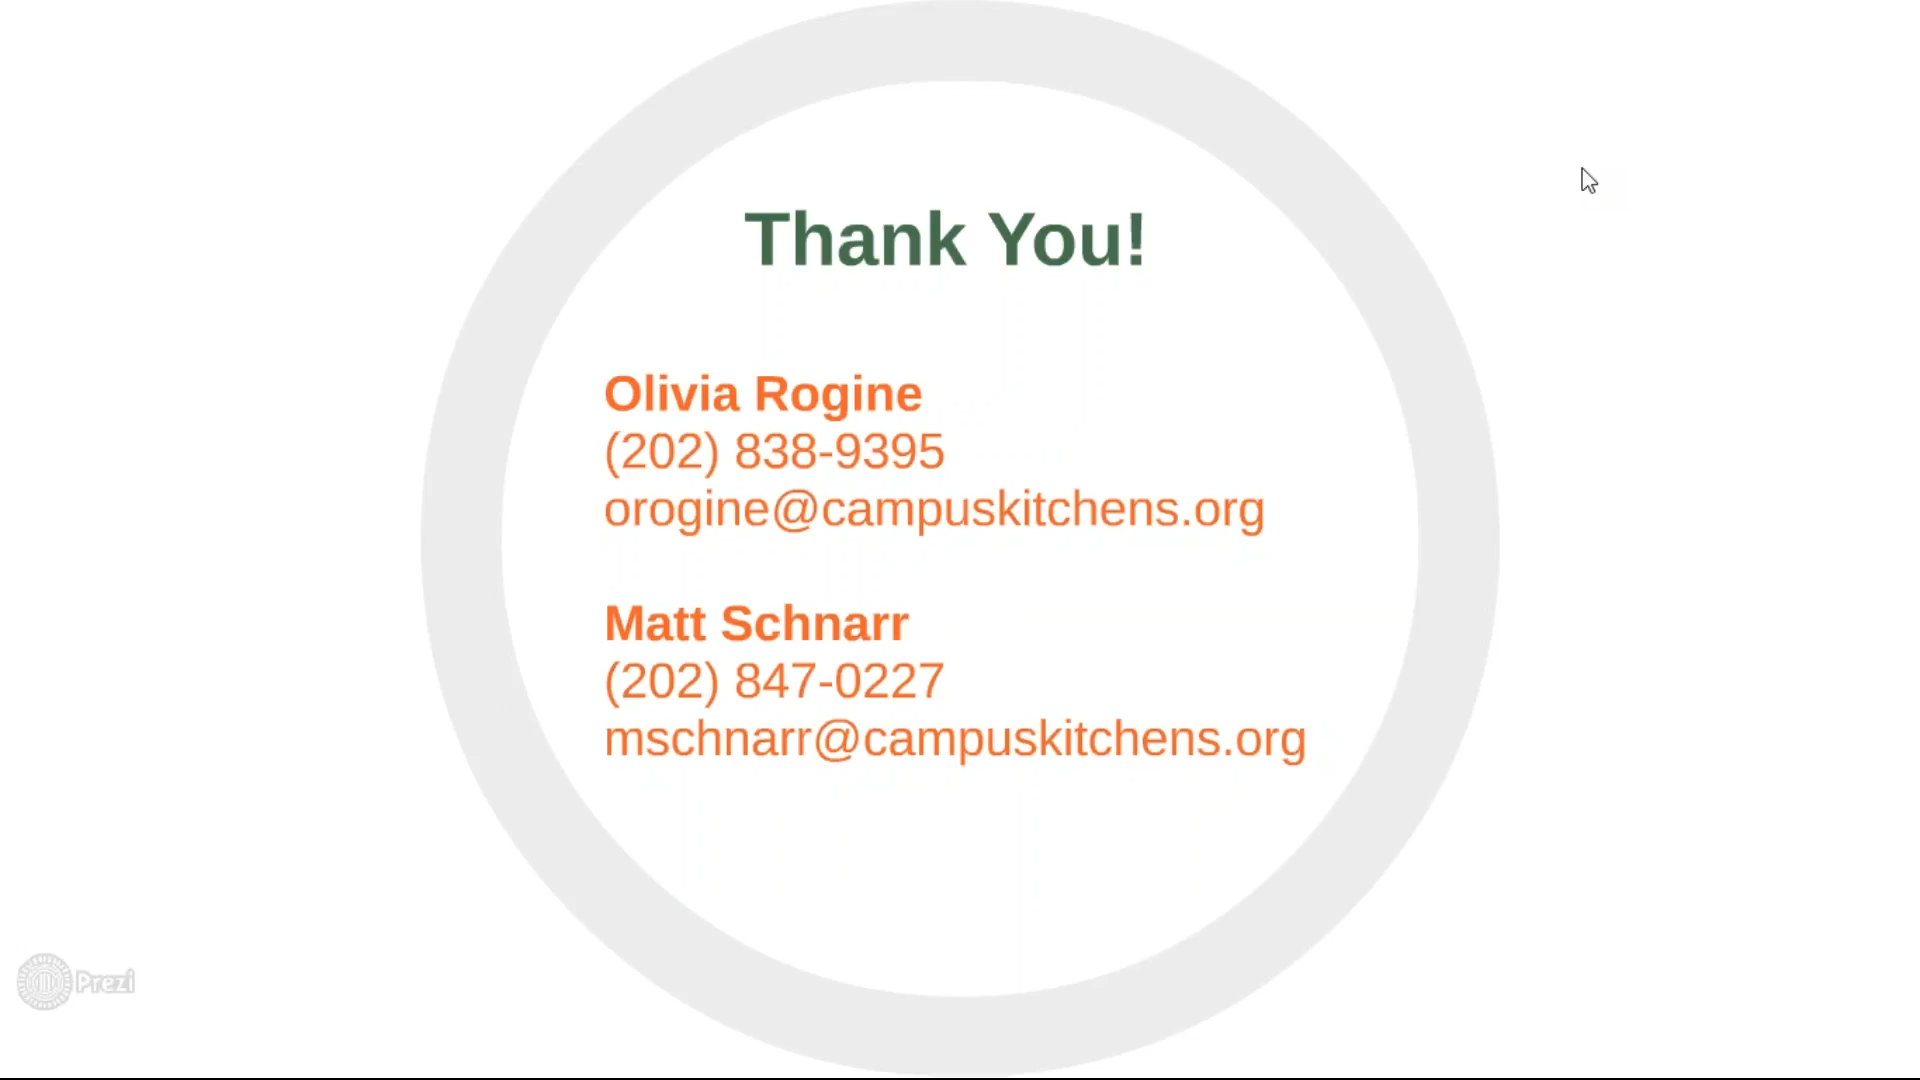 Thank You!
Olivia Rogine
(202) 838-9395
orogine@campuskitchens.org
Matt Schnarr
(202) 847-0227
mschnarr@campuskitchens.org
Prezi